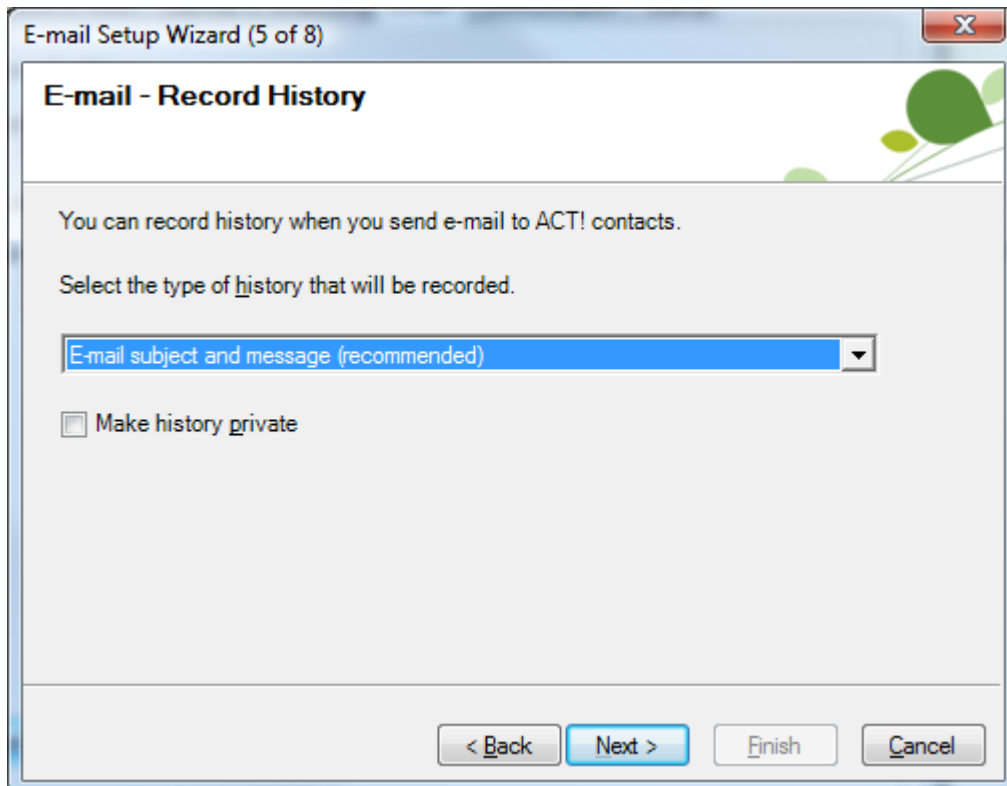 E-mail Setup Wizard (5 of 8)
E-mail - Record History
You can record history when you send e-mail to ACT! contacts.
Select the type of history that will be recorded.
E-mail subject and message (recommended)
Make history private
< Back Next > Finish Cancel